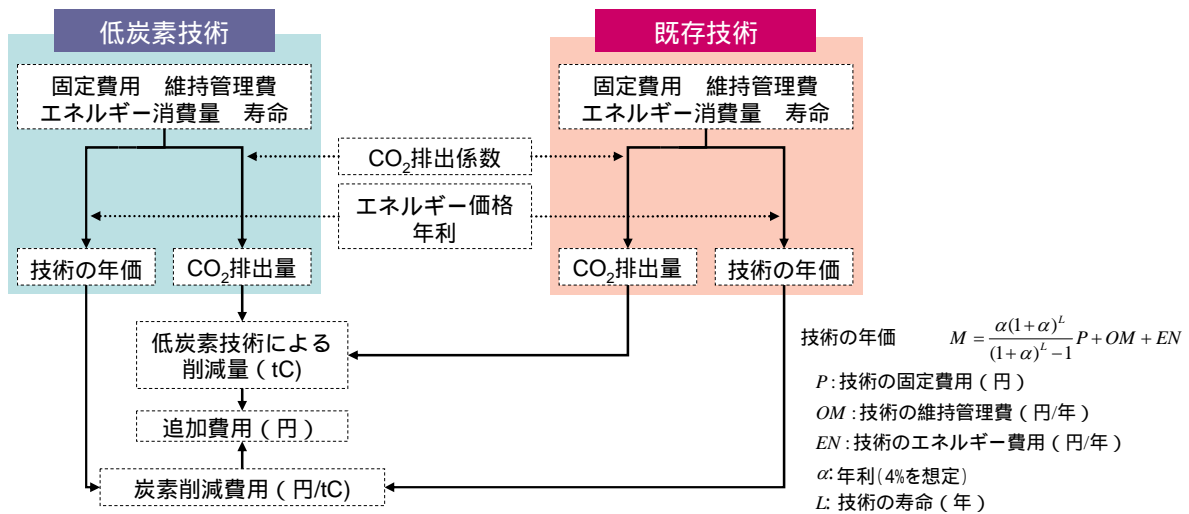 低炭素技術
既存技術
固定費用　維持管理費
エネルギー消費量　寿命
固定費用　維持管理費
エネルギー消費量　寿命
CO₂排出係数
エネルギー価格
年利
技術の年価
CO₂排出量
CO₂排出量
技術の年価
低炭素技術による
削減量（tC)
追加費用（円）
炭素削減費用（円/tC)
技術の年価 M = α(1+α)^L / ((1+α)^L −1) P + OM + EN
P:技術の固定費用（円）
OM:技術の維持管理費（円/年）
EN:技術のエネルギー費用（円/年）
α:年利(4%を想定)
L:技術の寿命（年）